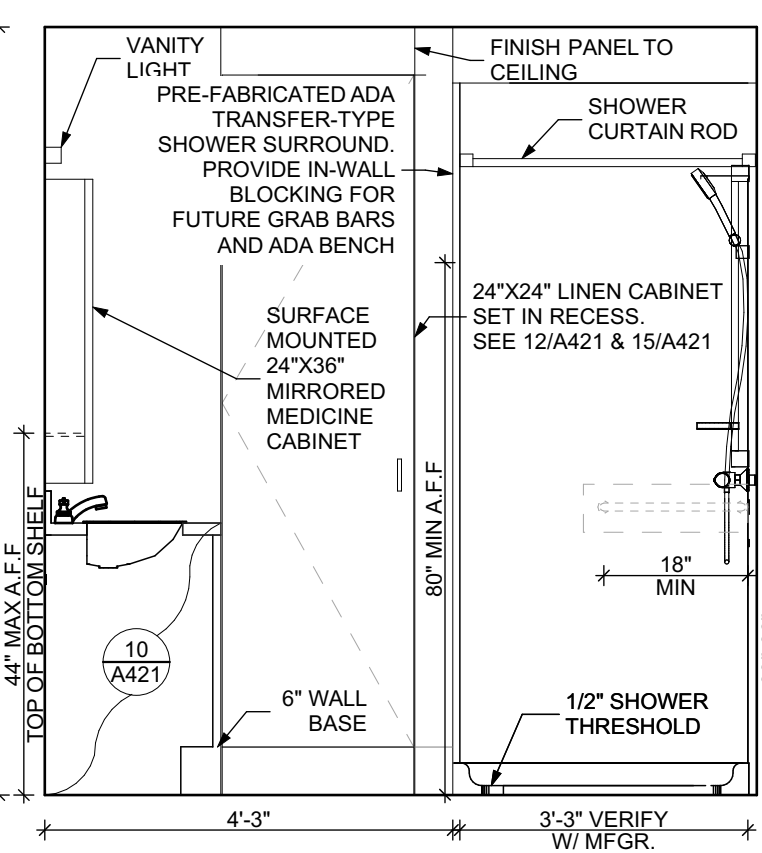 VANITY
LIGHT
FINISH PANEL TO
CEILING
PRE-FABRICATED ADA
TRANSFER-TYPE
SHOWER SURROUND.
PROVIDE IN-WALL
BLOCKING FOR
FUTURE GRAB BARS
AND ADA BENCH
SHOWER
CURTAIN ROD
SURFACE
MOUNTED
24"X36"
MIRRORED
MEDICINE
CABINET
24"X24" LINEN CABINET
SET IN RECESS.
SEE 12/A421 & 15/A421
44" MAX A.F.F
TOP OF BOTTOM SHELF
80" MIN A.F.F
18"
MIN
10
A421
6" WALL
BASE
1/2" SHOWER
THRESHOLD
4'-3"
3'-3" VERIFY
W/ MFGR.